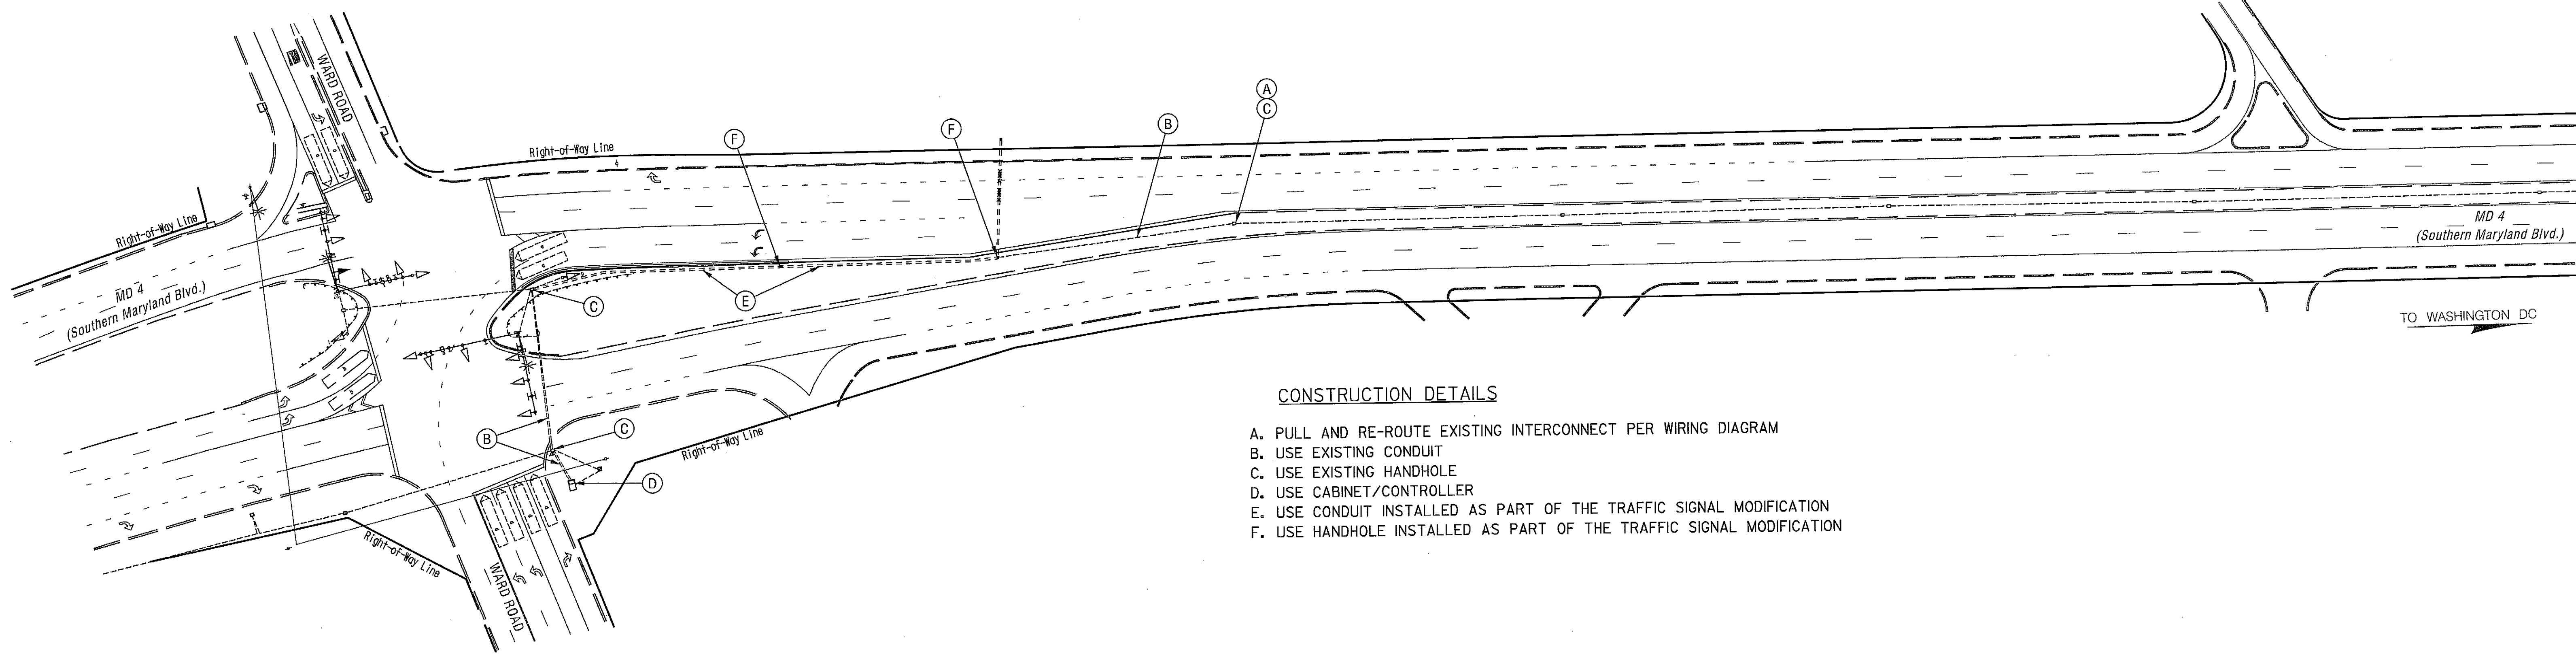 WARD ROAD
A
C
B
F
F
Right-of-Way Line
Right-of-Way Line
MD 4
(Southern Maryland Blvd.)
MD 4
(Southern Maryland Blvd.)
E
C
TO WASHINGTON DC
CONSTRUCTION DETAILS
A. PULL AND RE-ROUTE EXISTING INTERCONNECT PER WIRING DIAGRAM
B. USE EXISTING CONDUIT
C. USE EXISTING HANDHOLE
D. USE CABINET/CONTROLLER
E. USE CONDUIT INSTALLED AS PART OF THE TRAFFIC SIGNAL MODIFICATION
F. USE HANDHOLE INSTALLED AS PART OF THE TRAFFIC SIGNAL MODIFICATION
B
C
Right-of-Way Line
D
Right-of-Way Line
WARD ROAD